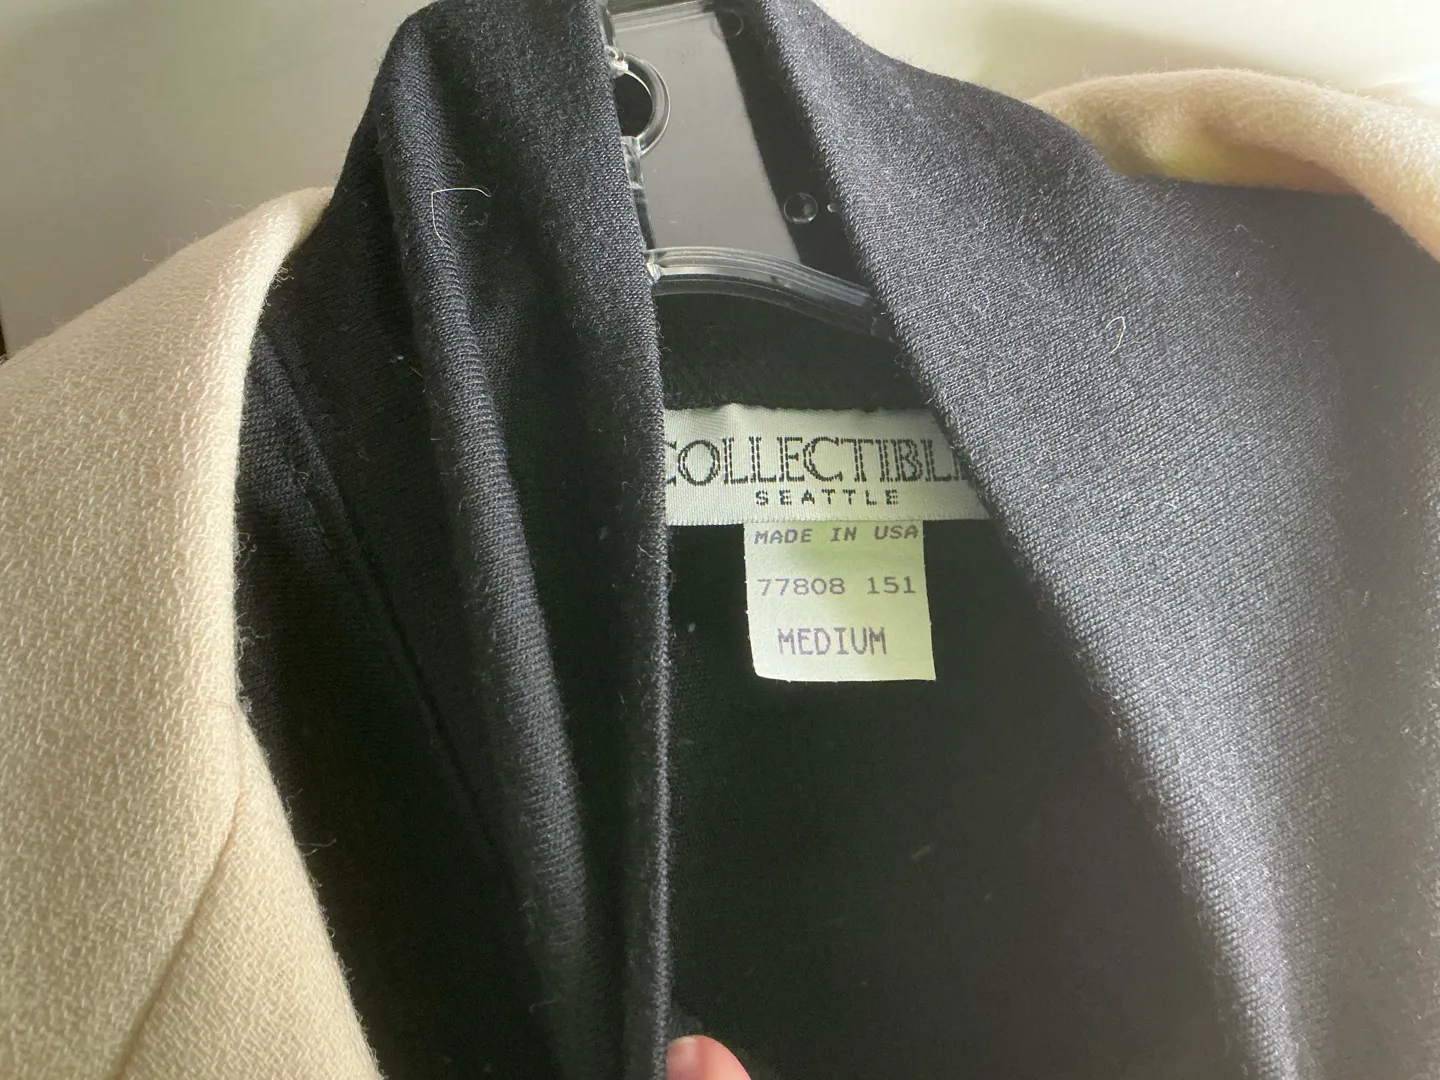 COLLECTIBLE
SEATTLE
MADE IN USA
77808 151
MEDIUM